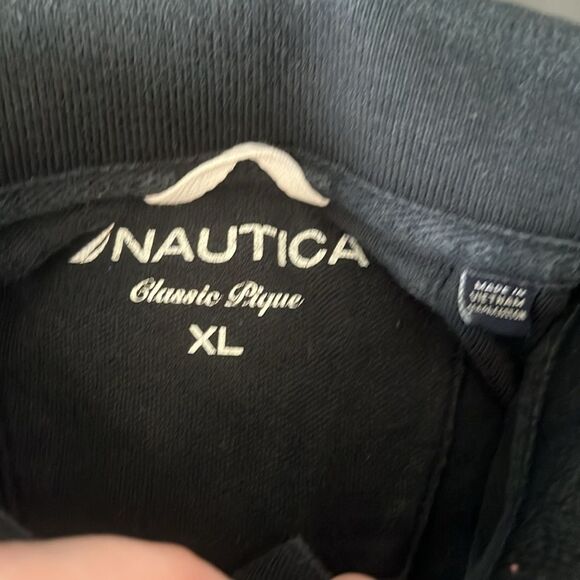 NAUTICA
Classic Pique
XL
MADE IN
VIETNAM